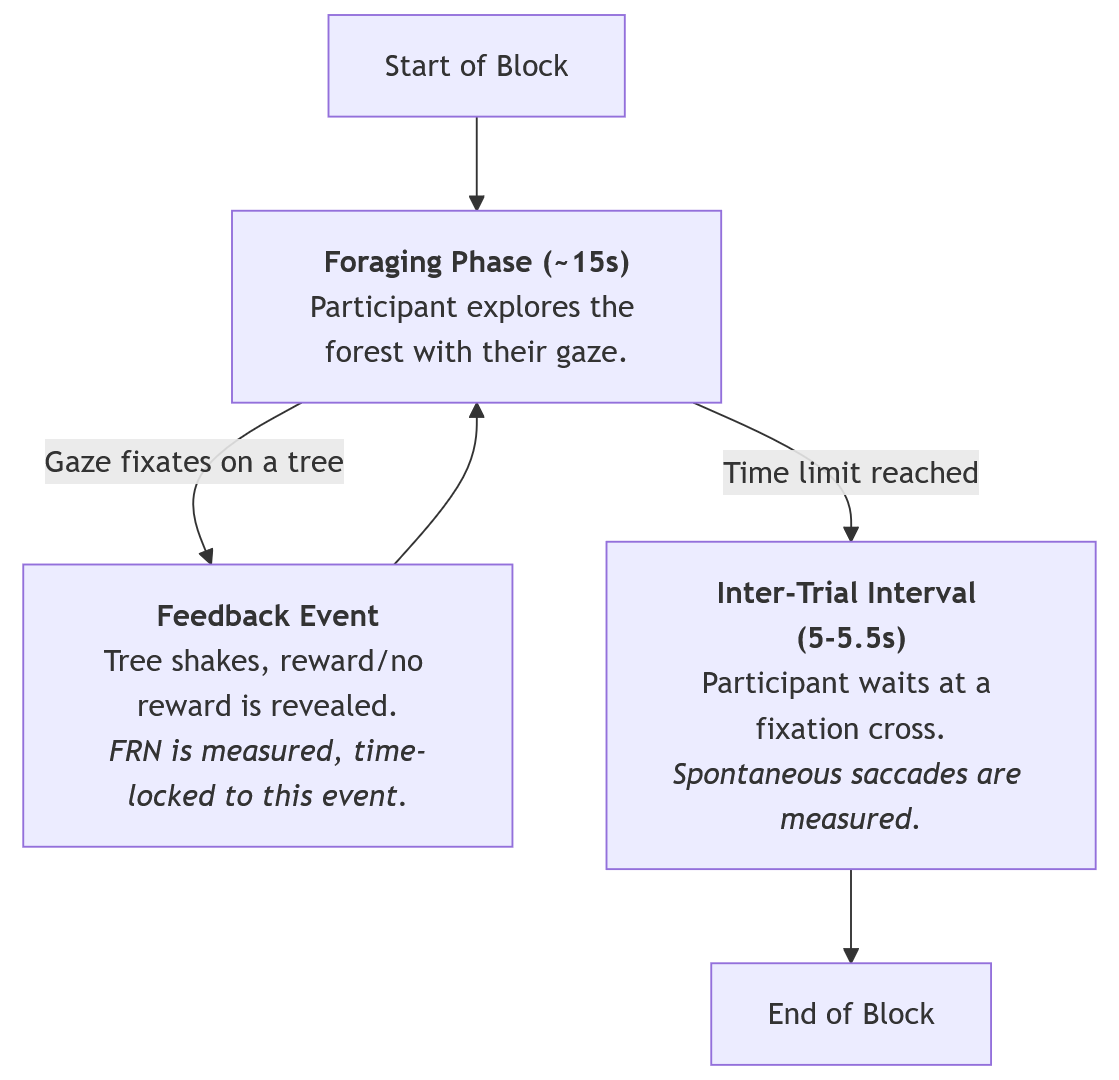 Start of Block
Foraging Phase (~15s)
Participant explores the
forest with their gaze.
Gaze fixates on a tree
Time limit reached
Feedback Event
Tree shakes, reward/no
reward is revealed.
FRN is measured, time-
locked to this event.
Inter-Trial Interval
(5-5.5s)
Participant waits at a
fixation cross.
Spontaneous saccades are
measured.
End of Block